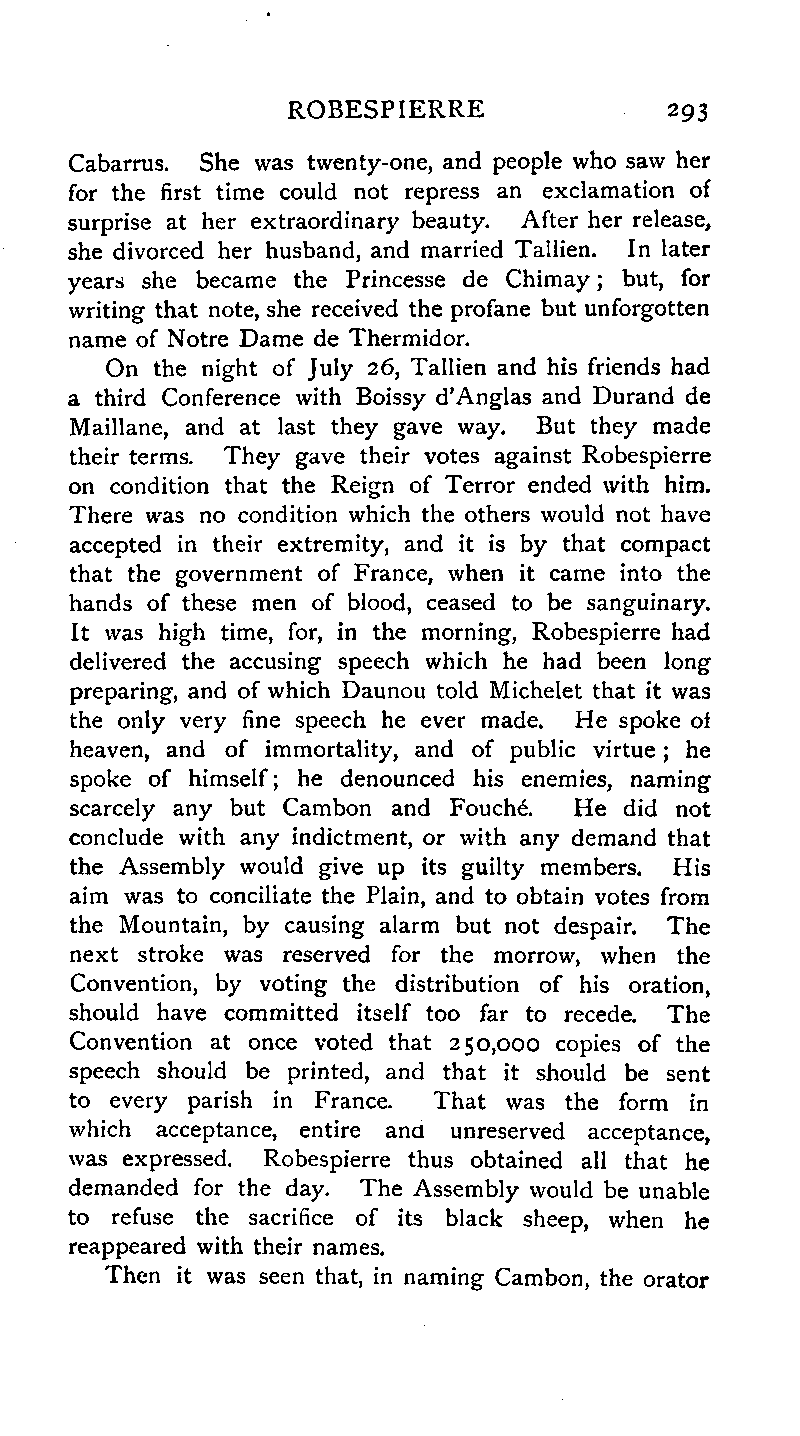 ROBESPIERRE 293
Cabarrus. She was twenty-one, and people who saw her
for the first time could not repress an exclamation of
surprise at her extraordinary beauty. After her release,
she divorced her husband, and married Tallien. In later
years she became the Princesse de Chimay; but, for
writing that note, she received the profane but unforgotten
name of Notre Dame de Thermidor.
On the night of July 26, Tallien and his friends had
a third Conference with Boissy d'Anglas and Durand de
Maillane, and at last they gave way. But they made
their terms. They gave their votes against Robespierre
on condition that the Reign of Terror ended with him.
There was no condition which the others would not have
accepted in their extremity, and it is by that compact
that the government of France, when it came into the
hands of these men of blood, ceased to be sanguinary.
It was high time, for, in the morning, Robespierre had
delivered the accusing speech which he had been long
preparing, and of which Daunou told Michelet that it was
the only very fine speech he ever made. He spoke of
heaven, and of immortality, and of public virtue; he
spoke of himself; he denounced his enemies, naming
scarcely any but Cambon and Fouché. He did not
conclude with any indictment, or with any demand that
the Assembly would give up its guilty members. His
aim was to conciliate the Plain, and to obtain votes from
the Mountain, by causing alarm but not despair. The
next stroke was reserved for the morrow, when the
Convention, by voting the distribution of his oration,
should have committed itself too far to recede. The
Convention at once voted that 250,000 copies of the
speech should be printed, and that it should be sent
to every parish in France. That was the form in
which acceptance, entire and unreserved acceptance,
was expressed. Robespierre thus obtained all that he
demanded for the day. The Assembly would be unable
to refuse the sacrifice of its black sheep, when he
reappeared with their names.
Then it was seen that, in naming Cambon, the orator